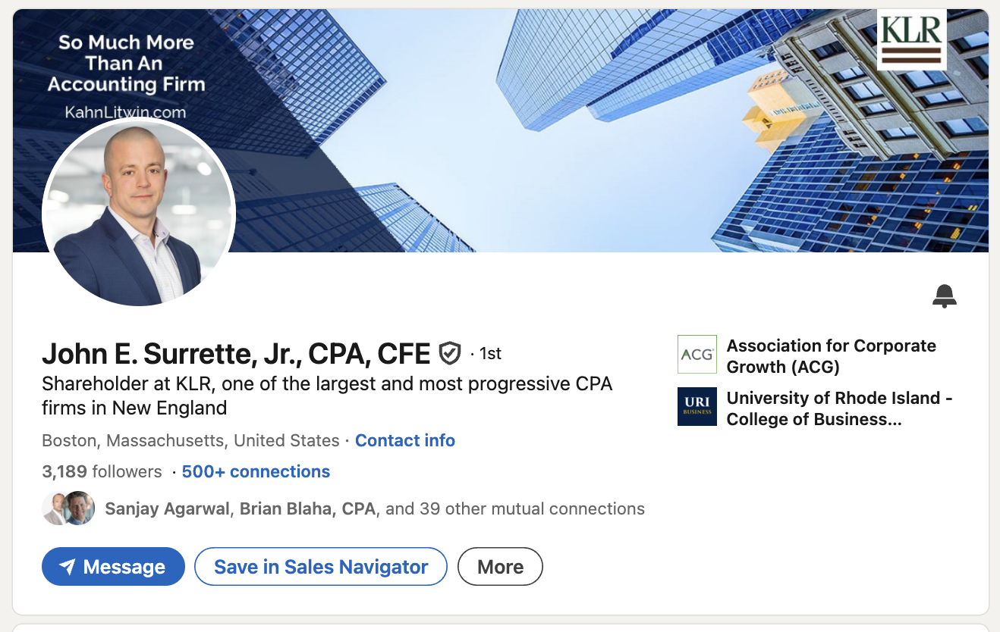 So Much More
Than An
Accounting Firm
KahnLitwin.com
KLR
John E. Surrette, Jr., CPA, CFE · 1st
Shareholder at KLR, one of the largest and most progressive CPA
firms in New England
Boston, Massachusetts, United States · Contact info
3,189 followers · 500+ connections
Sanjay Agarwal, Brian Blaha, CPA, and 39 other mutual connections
Message
Save in Sales Navigator
More
ACG
Association for Corporate
Growth (ACG)
URI
BUSINESS
University of Rhode Island -
College of Business...